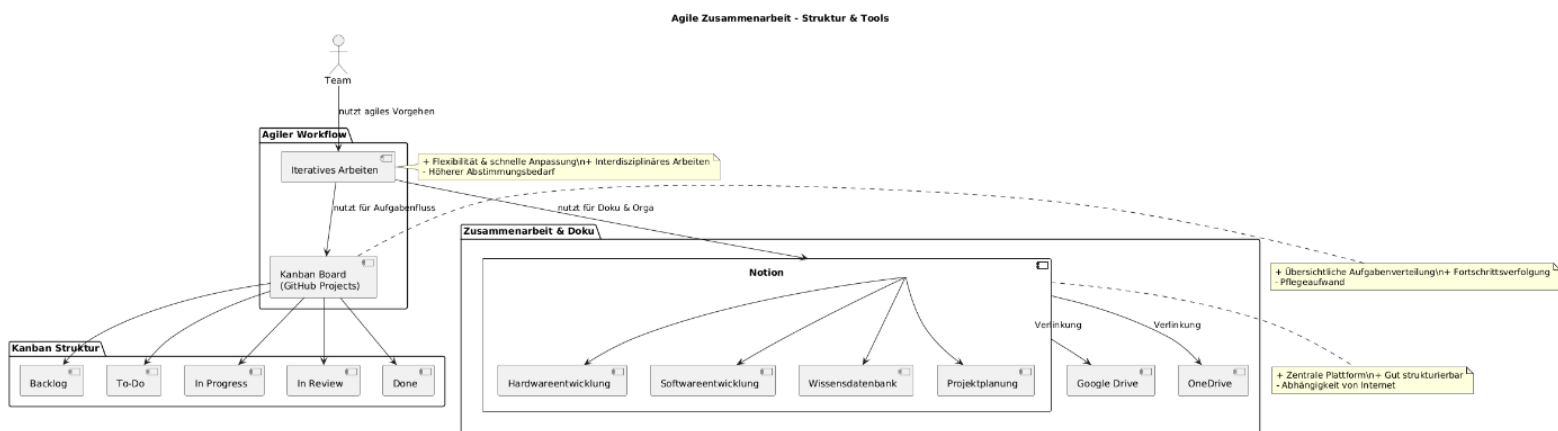 Agile Zusammenarbeit - Struktur & Tools
Team
nutzt agiles Vorgehen
Agiler Workflow
Iteratives Arbeiten
+ Flexibilität & schnelle Anpassung\n+ Interdisziplinäres Arbeiten
- Höherer Abstimmungsbedarf
nutzt für Aufgabenfluss
nutzt für Doku & Orga
Zusammenarbeit & Doku
Kanban Board
(GitHub Projects)
Notion
+ Übersichtliche Aufgabenverteilung\n+ Fortschrittsverfolgung
- Pflegeaufwand
Verlinkung
Verlinkung
Kanban Struktur
Backlog
To-Do
In Progress
In Review
Done
Hardwareentwicklung
Softwareentwicklung
Wissensdatenbank
Projektplanung
Google Drive
OneDrive
+ Zentrale Plattform\n+ Gut strukturierbar
- Abhängigkeit von Internet